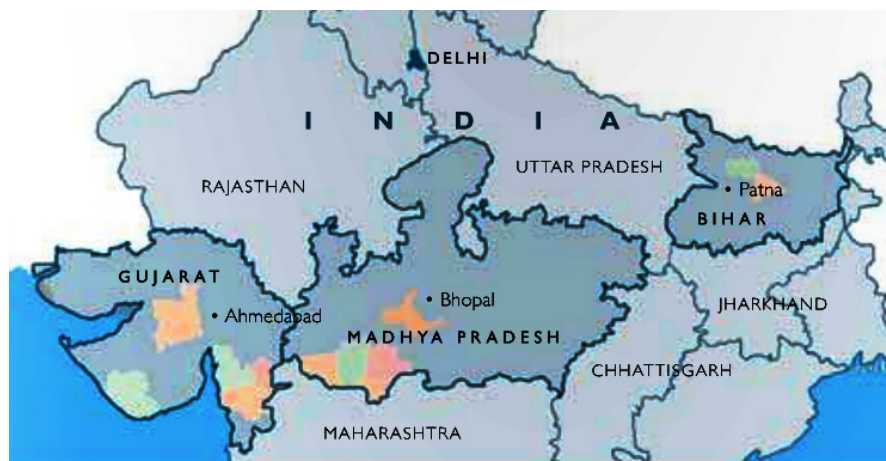 DELHI
I N D I A
UTTAR PRADESH
RAJASTHAN
Patna
BIHAR
GUJARAT
Bhopal
JHARKHAND
Ahmedabad
MADHYA PRADESH
CHHATTISGARH
MAHARASHTRA